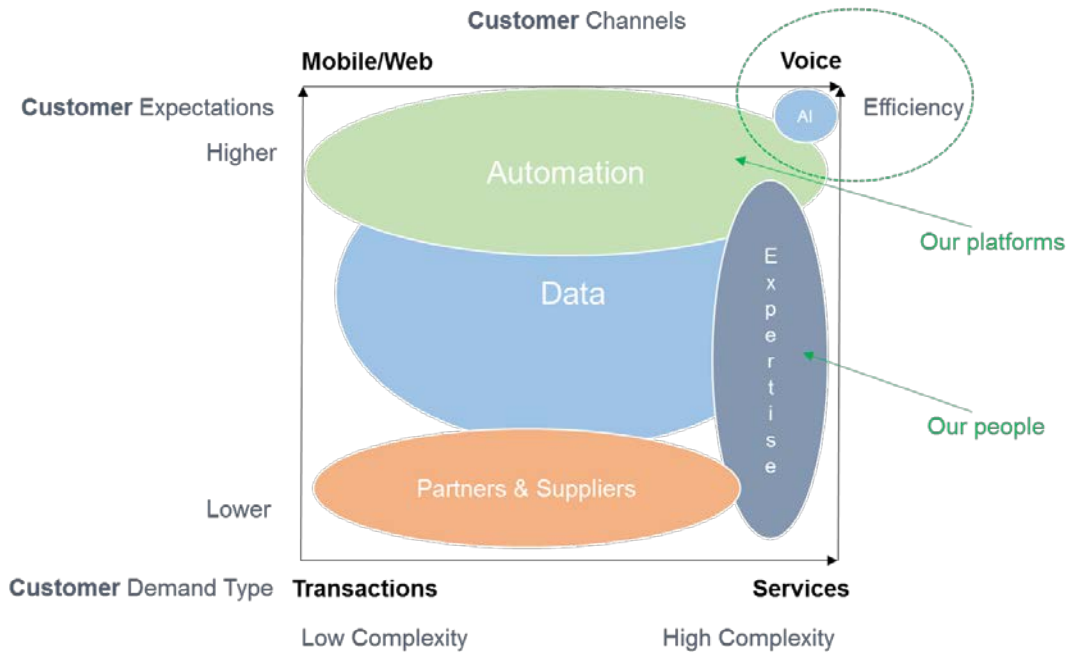 Customer Channels
Mobile/Web
Voice
Customer Expectations
AI
Efficiency
Higher
Automation
Our platforms
Data
Expertise
Our people
Partners & Suppliers
Lower
Customer Demand Type
Transactions
Services
Low Complexity
High Complexity